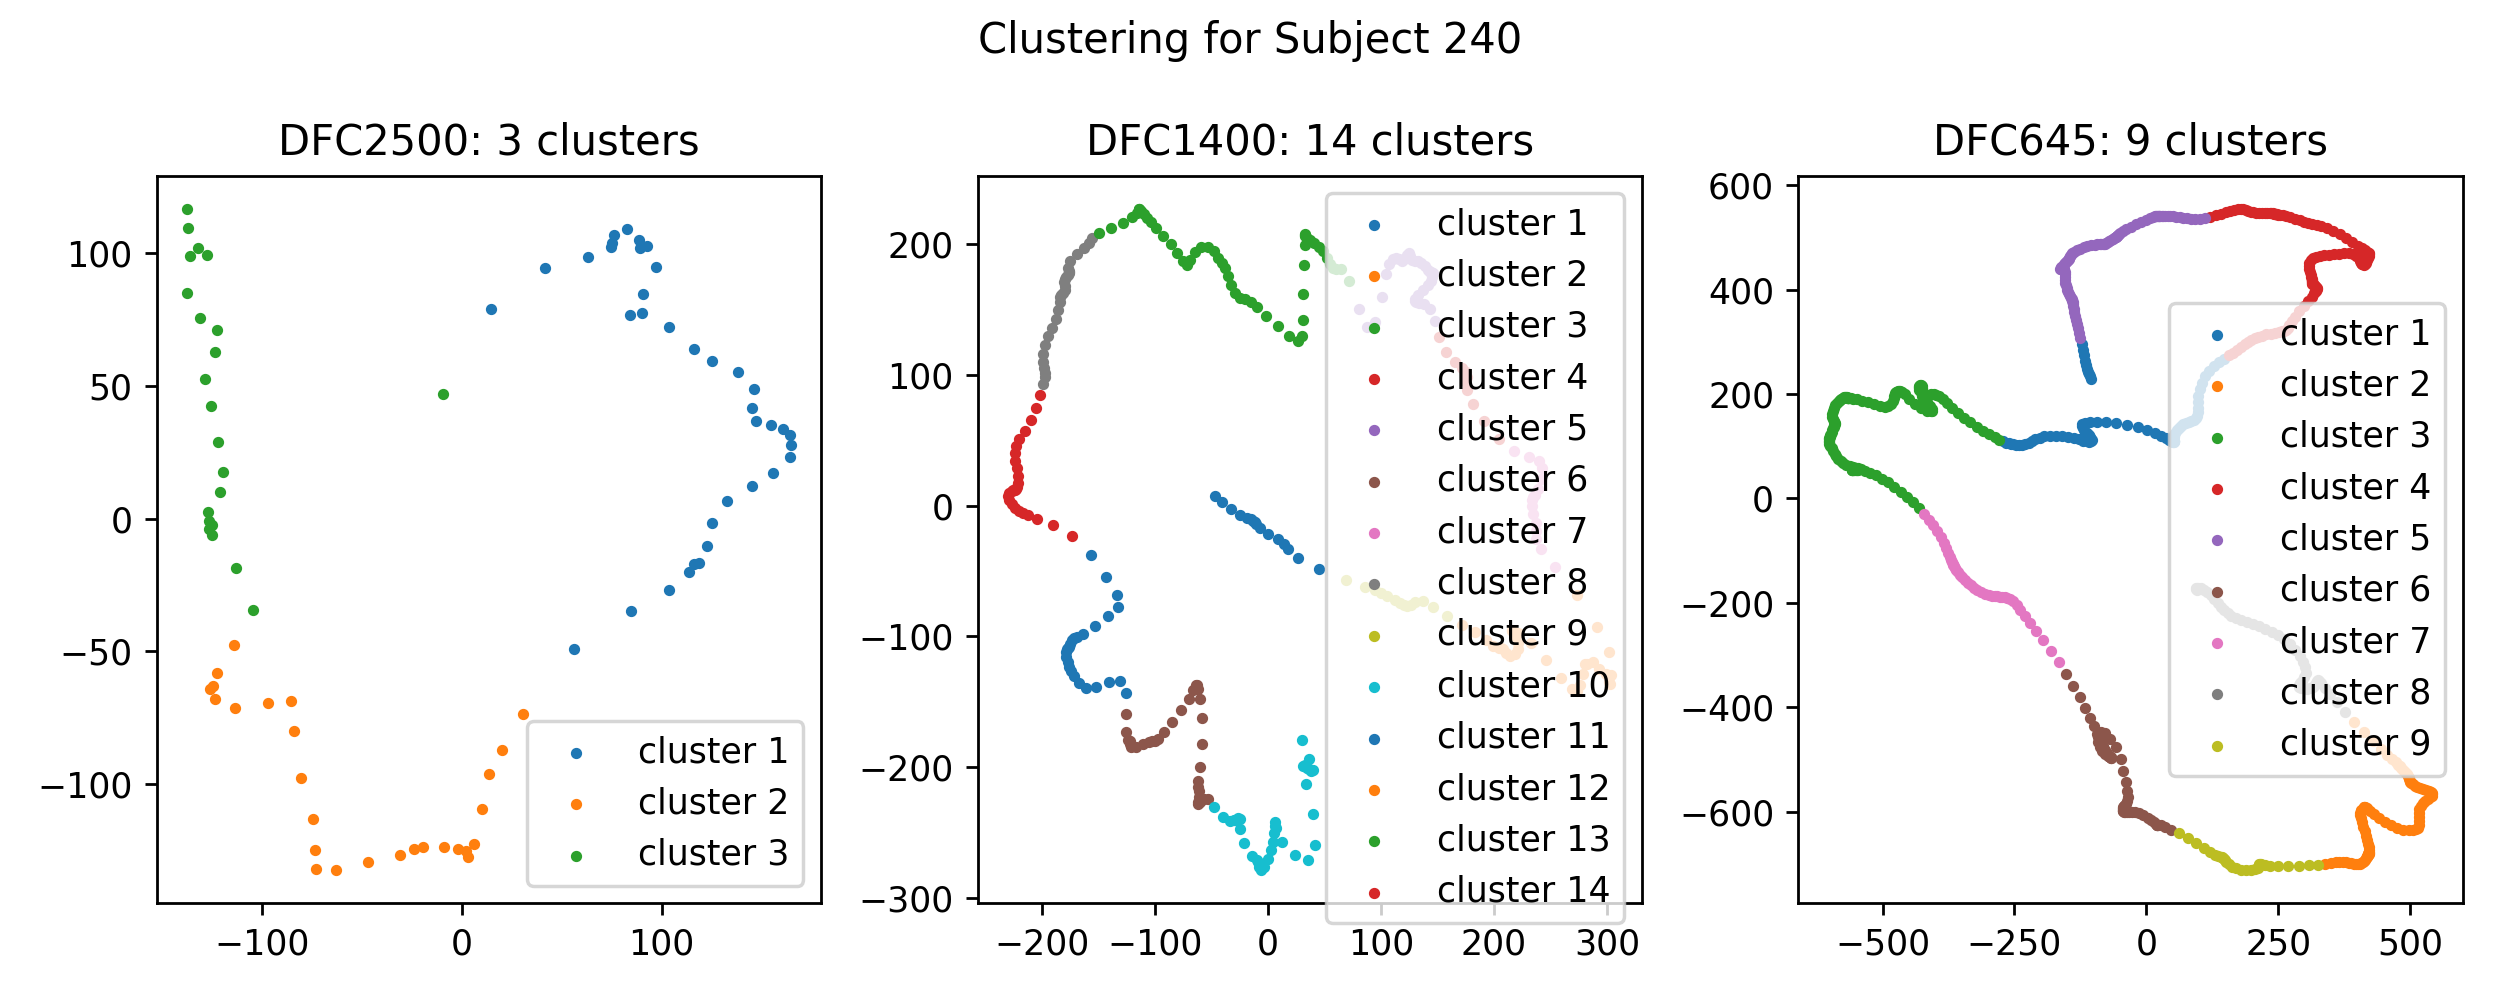 Clustering for Subject 240
DFC2500: 3 clusters
100
50
0
−50
−100
−100
0
100
cluster 1
cluster 2
cluster 3
DFC1400: 14 clusters
200
100
0
−100
−200
−300
−200
−100
0
100
200
300
cluster 1
cluster 2
cluster 3
cluster 4
cluster 5
cluster 6
cluster 7
cluster 8
cluster 9
cluster 10
cluster 11
cluster 12
cluster 13
cluster 14
DFC645: 9 clusters
600
400
200
0
−200
−400
−600
−500
−250
0
250
500
cluster 1
cluster 2
cluster 3
cluster 4
cluster 5
cluster 6
cluster 7
cluster 8
cluster 9